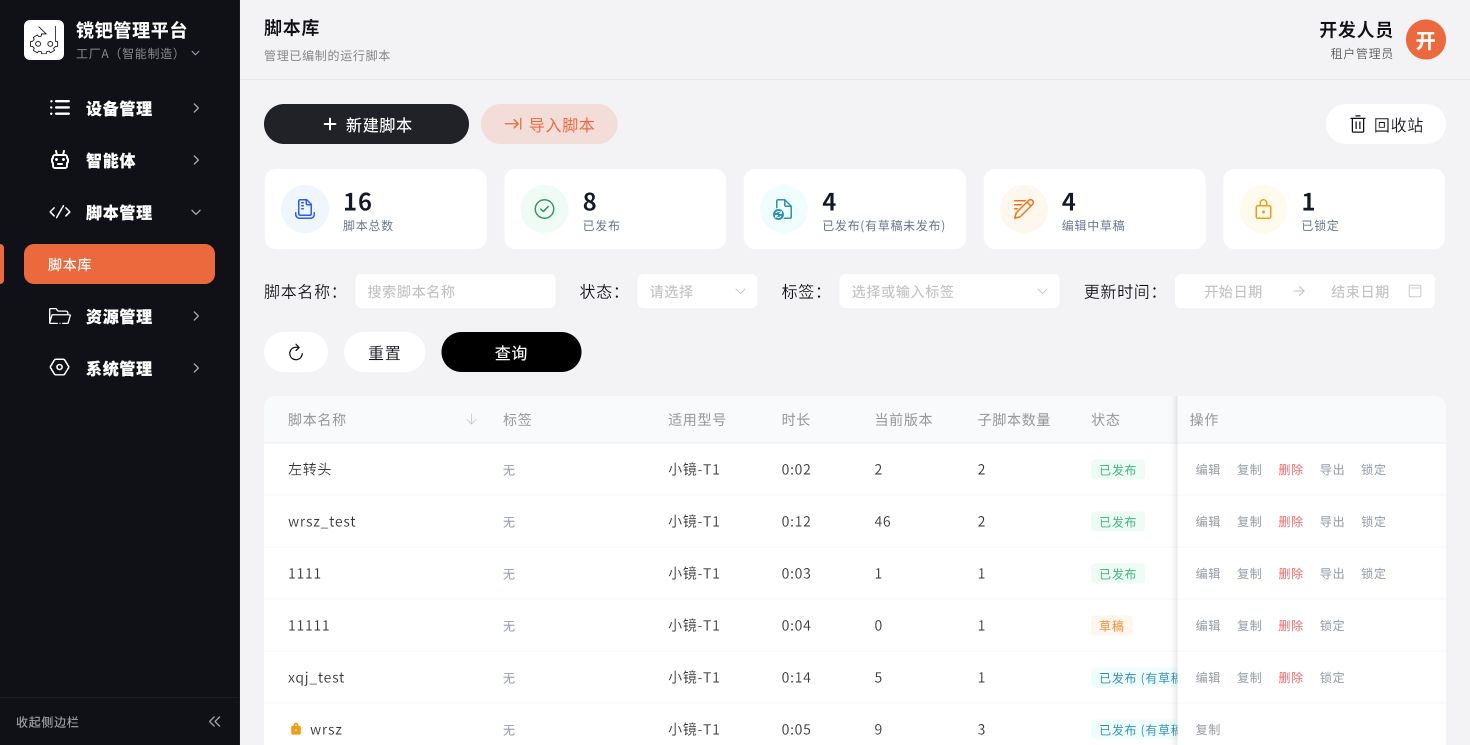 镜钯管理平台
工厂A（智能制造）
设备管理
智能体
脚本管理
脚本库
资源管理
系统管理
收起侧边栏
脚本库
管理已编制的运行脚本
开发人员
租户管理员
开
新建脚本
导入脚本
回收站
16
脚本总数
8
已发布
4
已发布(有草稿未发布)
4
编辑中草稿
1
已锁定
脚本名称： 搜索脚本名称 状态： 请选择 标签： 选择或输入标签 更新时间： 开始日期 结束日期
重置 查询
脚本名称 标签 适用型号 时长 当前版本 子脚本数量 状态 操作
左转头 无 小镜-T1 0:02 2 2 已发布 编辑 复制 删除 导出 锁定
wrsz_test 无 小镜-T1 0:12 46 2 已发布 编辑 复制 删除 导出 锁定
1111 无 小镜-T1 0:03 1 1 已发布 编辑 复制 删除 导出 锁定
11111 无 小镜-T1 0:04 0 1 草稿 编辑 复制 删除 锁定
xqj_test 无 小镜-T1 0:14 5 1 已发布 (有草稿 编辑 复制 删除 锁定
wrsz 无 小镜-T1 0:05 9 3 已发布 (有草稿 复制